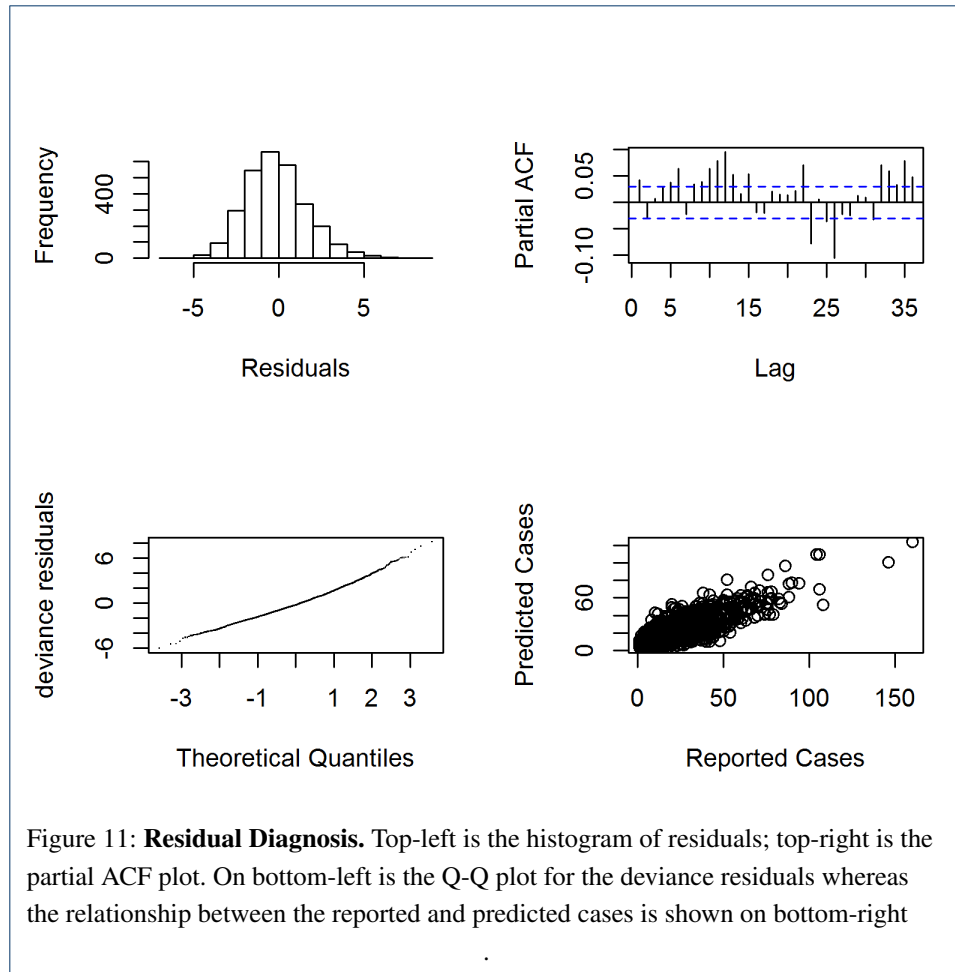 Frequency
0
400
-5
0
5
Residuals
Partial ACF
-0.10
0.05
0
5
15
25
35
Lag
deviance residuals
-6
0
6
-3
-1
1
2
3
Theoretical Quantiles
Predicted Cases
0
60
0
50
100
150
Reported Cases
Figure 11: Residual Diagnosis. Top-left is the histogram of residuals; top-right is the
partial ACF plot. On bottom-left is the Q-Q plot for the deviance residuals whereas
the relationship between the reported and predicted cases is shown on bottom-right
.